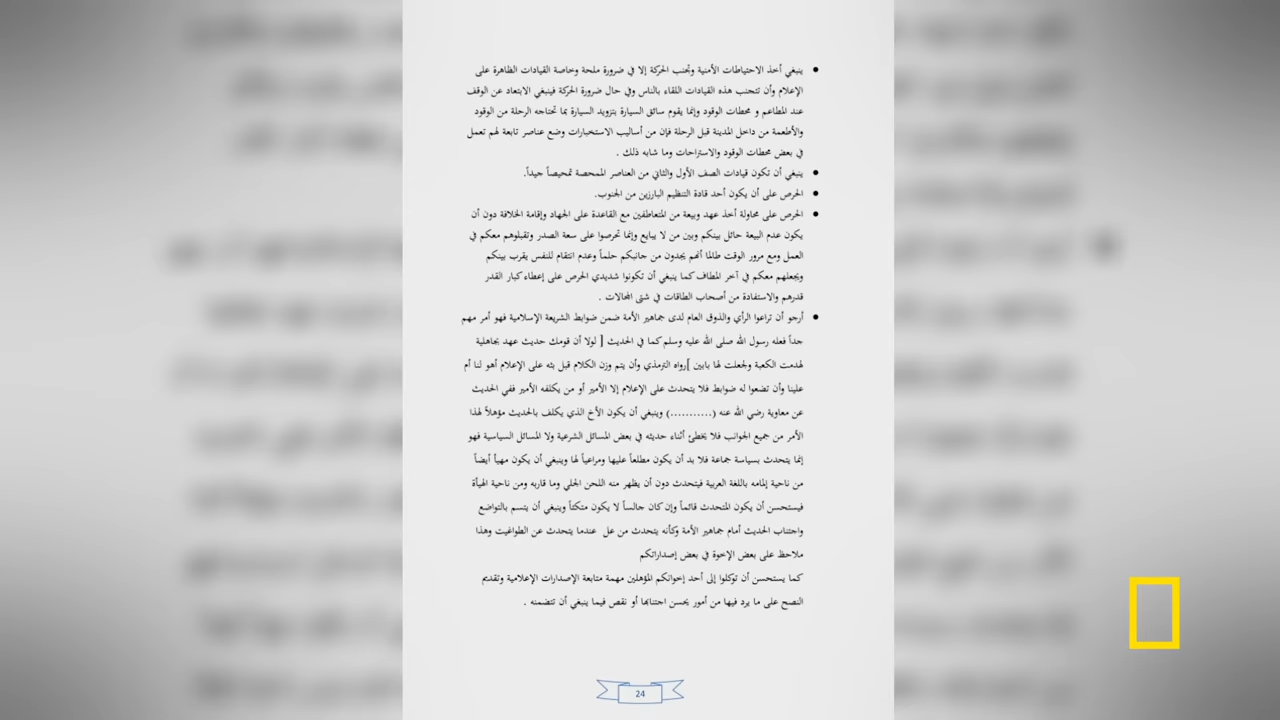 • ينبغي أخذ الاحتياطات الأمنية وتجنب الحركة إلا في ضرورة ملحة وخاصة القيادات الظاهرة على
الإعلام وأن تتجنب هذه القيادات اللقاء بالناس وفي حال ضرورة الحركة فينبغي الابتعاد عن الوقف
عند المطاعم و محطات الوقود وإنما يقوم سائق السيارة بتزويد السيارة بما تحتاجه الرحلة من الوقود
والأطعمة من داخل المدينة قبل الرحلة فإن من أساليب الاستخبارات وضع عناصر تابعة لهم تعمل
في بعض محطات الوقود والاستراحات وما شابه ذلك .
• ينبغي أن تكون قيادات الصف الأول والثاني من العناصر الممحصة تمحيصاً جيداً.
• الحرص على أن يكون أحد قادة التنظيم البارزين من الجنوب.
• الحرص على محاولة أخذ عهد وبيعة من المتعاطفين مع القاعدة على الجهاد وإقامة الخلافة دون أن
يكون عدم البيعة حائل بينكم وبين من لا يبايع وإنما تحرصوا على سعة الصدر وتقبلوهم معكم في
العمل ومع مرور الوقت طالما أنهم يجدون من جانبكم حلماً وعدم انتقام للنفس يقرب بينكم
ويجعلهم معكم في آخر المطاف كما ينبغي أن تكونوا شديدي الحرص على إعطاء كبار القدر
قدرهم والاستفادة من أصحاب الطاقات في شتى المجالات .
• أرجو أن تراعوا الرأي والذوق العام لدى جماهير الأمة ضمن ضوابط الشريعة الإسلامية فهو أمر مهم
جداً فعله رسول الله صلى الله عليه وسلم كما في الحديث [ لولا أن قومك حديث عهد بجاهلية
لهدمت الكعبة ولجعلت لها بابين ]رواه الترمذي وأن يتم وزن الكلام قبل بثه على الإعلام أهو لنا أم
علينا وأن تضعوا له ضوابط فلا يتحدث على الإعلام إلا الأمير أو من يكلفه الأمير ففي الحديث
عن معاوية رضي الله عنه (...........) وينبغي أن يكون الأخ الذي يكلف بالحديث مؤهلاً لهذا
الأمر من جميع الجوانب فلا يخطئ أثناء حديثه في بعض المسائل الشرعية ولا المسائل السياسية فهو
إنما يتحدث بسياسة جماعة فلا بد أن يكون مطلعاً عليها ومراعياً لها وينبغي أن يكون مهيأ أيضاً
من ناحية إلمامه باللغة العربية فيتحدث دون أن يظهر منه اللحن الجلي وما قاربه ومن ناحية الهيأة
فيستحسن أن يكون المتحدث قائماً وإن كان جالساً لا يكون متكئاً وينبغي أن يتسم بالتواضع
واجتناب الحديث أمام جماهير الأمة وكأنه يتحدث من عل عندما يتحدث عن الطواغيت وهذا
ملاحظ على بعض الإخوة في بعض إصداراتكم
كما يستحسن أن توكلوا إلى أحد إخوانكم المؤهلين مهمة متابعة الإصدارات الإعلامية وتقديم
النصح على ما يرد فيها من أمور يحسن اجتنابها أو نقص فيما ينبغي أن تتضمنه .
24